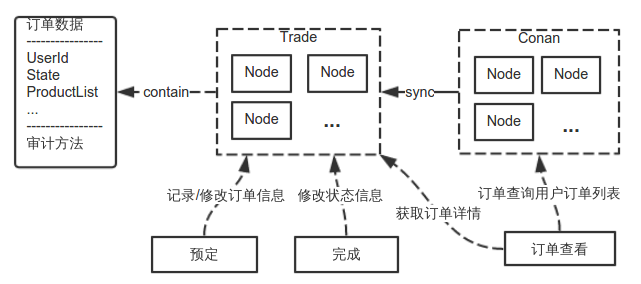 订单数据
----------------
UserId
State
ProductList
...
----------------
审计方法
contain
Trade
Node
Node
Node
...
sync
Conan
Node
Node
Node
...
记录/修改订单信息
修改状态信息
获取订单详情
订单查询用户订单列表
预定
完成
订单查看